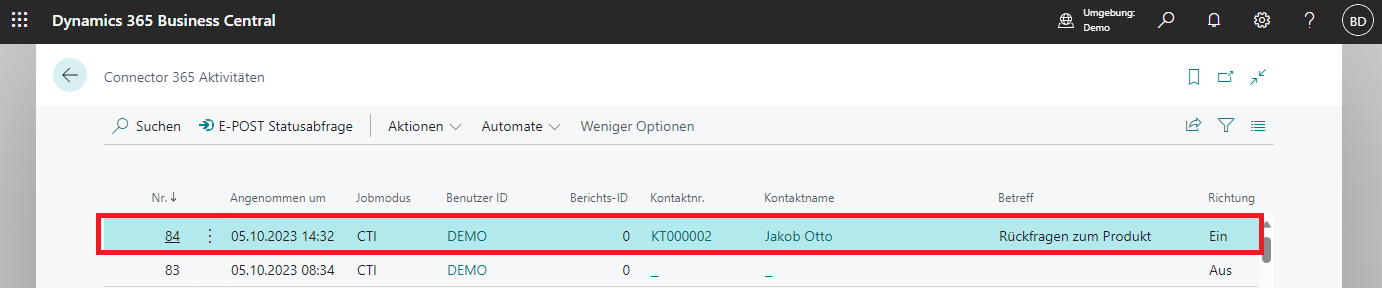 Dynamics 365 Business Central
Umgebung:
Demo
?
BD
Connector 365 Aktivitäten
Suchen E-POST Statusabfrage Aktionen Automate Weniger Optionen
Nr. ↓ Angenommen um Jobmodus Benutzer ID Berichts-ID Kontaktnr. Kontaktname Betreff Richtung
84 05.10.2023 14:32 CTI DEMO 0 KT000002 Jakob Otto Rückfragen zum Produkt Ein
83 05.10.2023 08:34 CTI DEMO 0 _ _ Aus